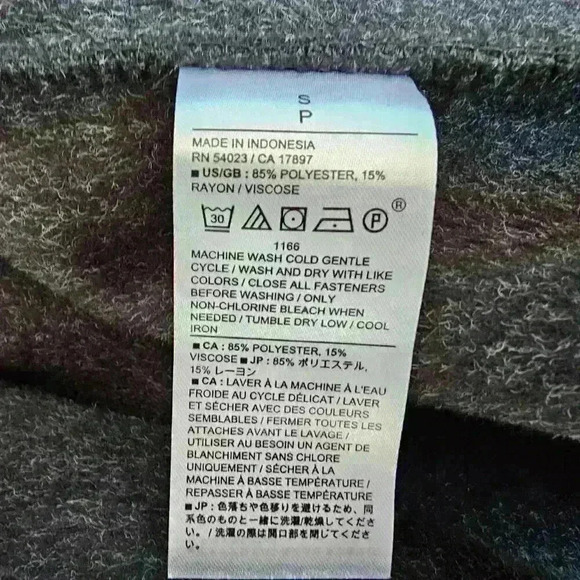 S
P
MADE IN INDONESIA
RN 54023 / CA 17897
■ US/GB : 85% POLYESTER, 15%
RAYON / VISCOSE
30 P ®
1166
MACHINE WASH COLD GENTLE
CYCLE / WASH AND DRY WITH LIKE
COLORS / CLOSE ALL FASTENERS
BEFORE WASHING / ONLY
NON-CHLORINE BLEACH WHEN
NEEDED / TUMBLE DRY LOW / COOL
IRON
■ CA : 85% POLYESTER, 15%
VISCOSE ■ JP : 85% ポリエステル,
15% レーヨン
■ CA : LAVER À LA MACHINE À L'EAU
FROIDE AU CYCLE DÉLICAT / LAVER
ET SÉCHER AVEC DES COULEURS
SEMBLABLES / FERMER TOUTES LES
ATTACHES AVANT LE LAVAGE /
UTILISER AU BESOIN UN AGENT DE
BLANCHIMENT SANS CHLORE
UNIQUEMENT / SÉCHER À LA
MACHINE À BASSE TEMPÉRATURE /
REPASSER À BASSE TEMPÉRATURE
■ JP : 色落ちや色移りを避けるため、同
系色のものと一緒に洗濯/乾燥してくださ
い。/ 洗濯の際は開口部を閉じてくださ
い。